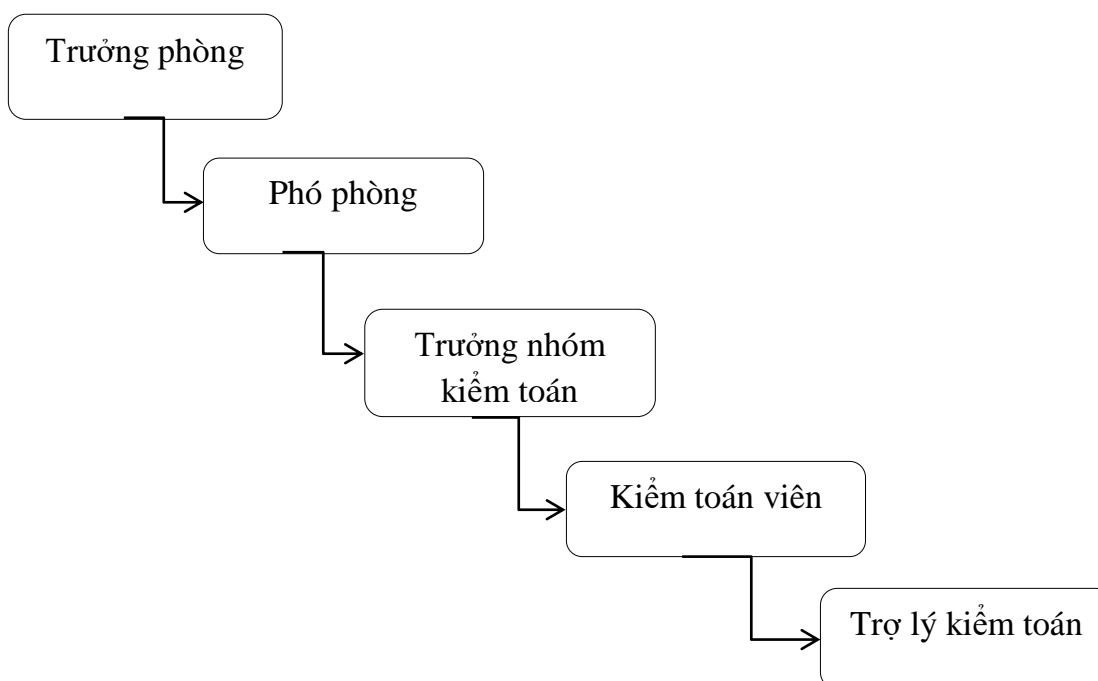 Trưởng phòng
Phó phòng
Trưởng nhóm
kiểm toán
Kiểm toán viên
Trợ lý kiểm toán